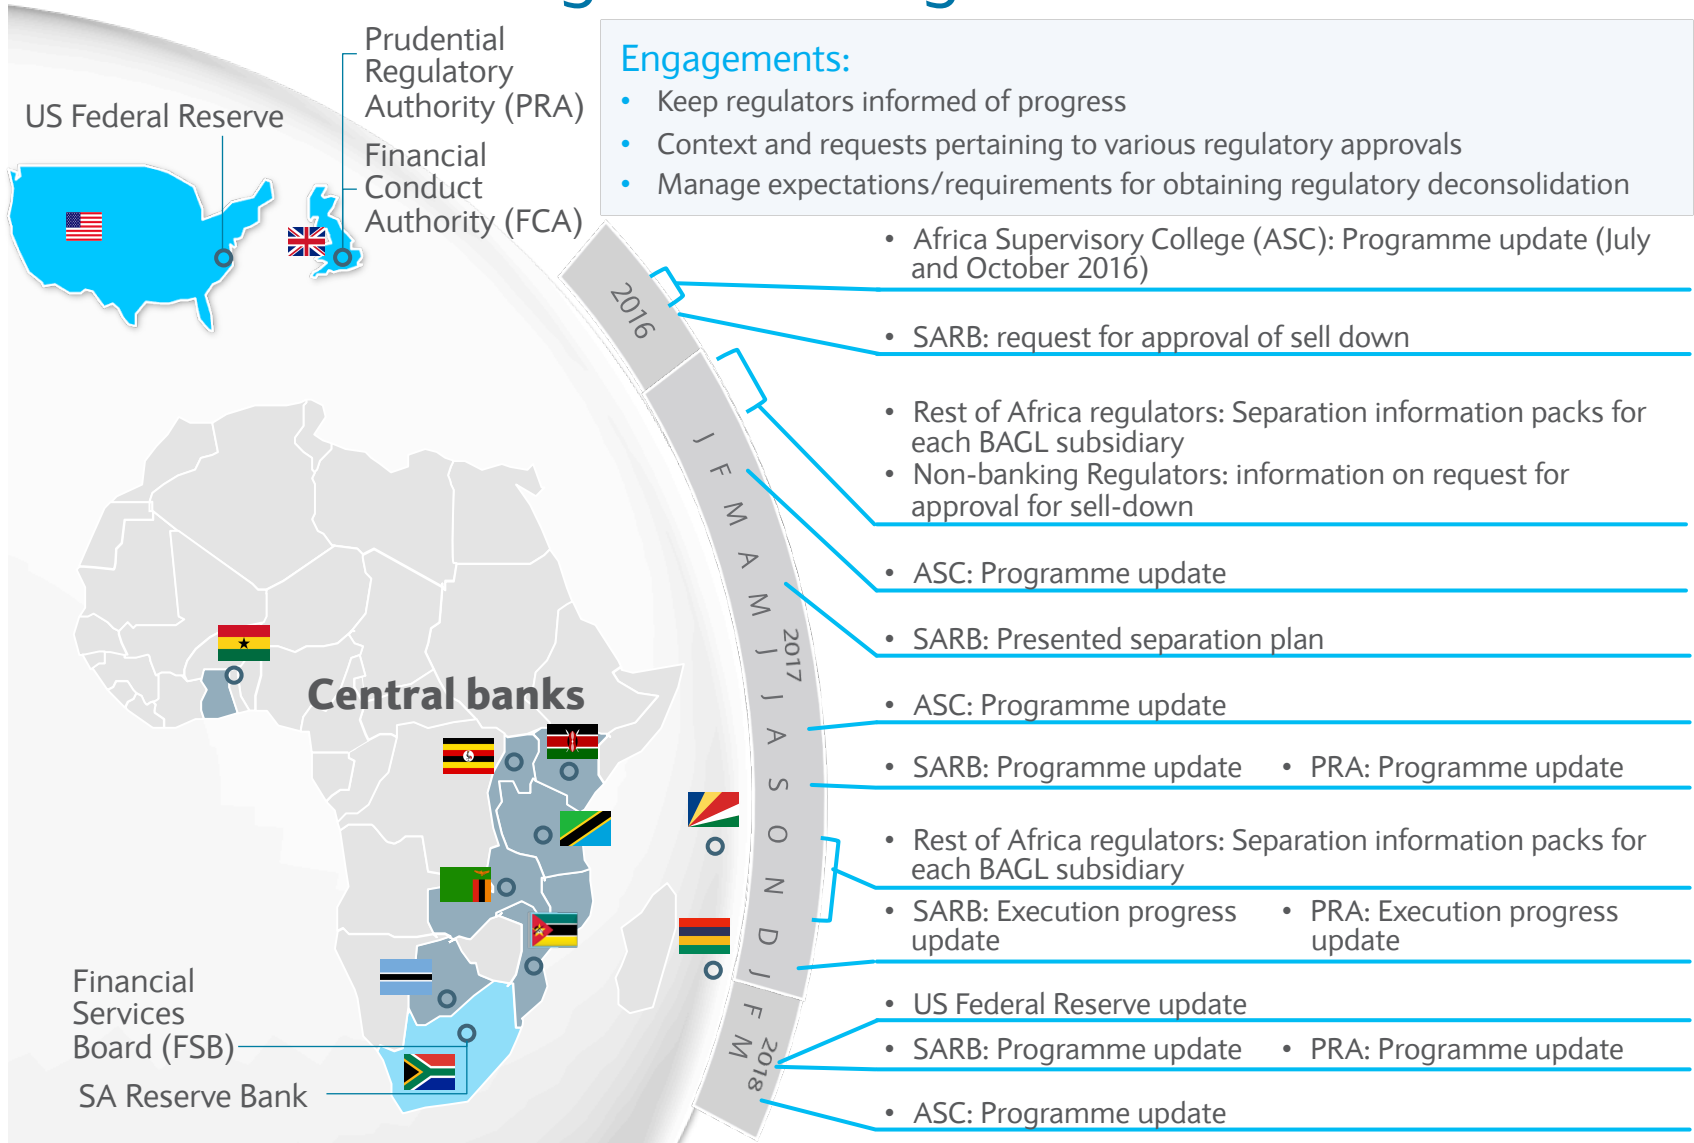 US Federal Reserve
Prudential
Regulatory
Authority (PRA)
Financial
Conduct
Authority (FCA)
Engagements:
• Keep regulators informed of progress
• Context and requests pertaining to various regulatory approvals
• Manage expectations/requirements for obtaining regulatory deconsolidation
2016
J F M A M J J A S O N D
2017
J F M
2018
• Africa Supervisory College (ASC): Programme update (July
and October 2016)
• SARB: request for approval of sell down
• Rest of Africa regulators: Separation information packs for
each BAGL subsidiary
• Non-banking Regulators: information on request for
approval for sell-down
• ASC: Programme update
• SARB: Presented separation plan
• ASC: Programme update
• SARB: Programme update • PRA: Programme update
• Rest of Africa regulators: Separation information packs for
each BAGL subsidiary
• SARB: Execution progress
update
• PRA: Execution progress
update
• US Federal Reserve update
• SARB: Programme update • PRA: Programme update
• ASC: Programme update
Central banks
Financial
Services
Board (FSB)
SA Reserve Bank